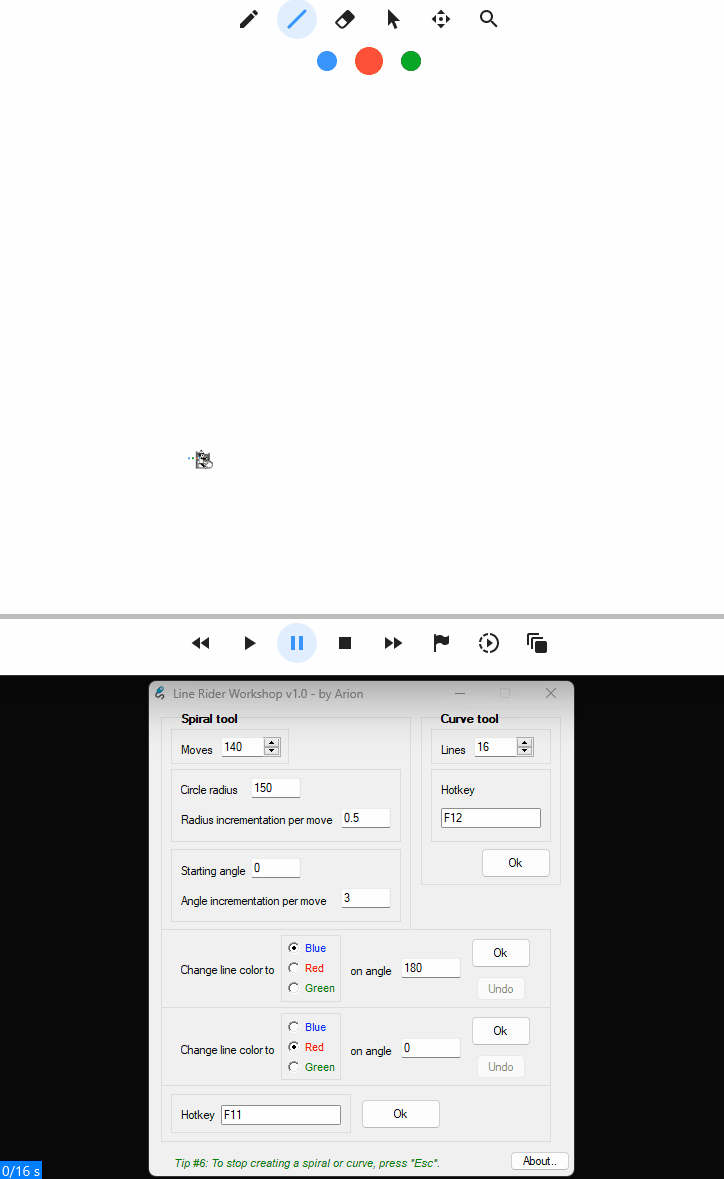 Line Rider Workshop v1.0 - by Arion
Spiral tool
Moves 140
Circle radius 150
Radius incrementation per move 0.5
Starting angle 0
Angle incrementation per move 3
Curve tool
Lines 16
Hotkey
F12
Ok
Change line color to
Blue
Red
Green
on angle 180
Ok
Undo
Change line color to
Blue
Red
Green
on angle 0
Ok
Undo
Hotkey F11
Ok
Tip #6: To stop creating a spiral or curve, press "Esc".
About..
0/16 s